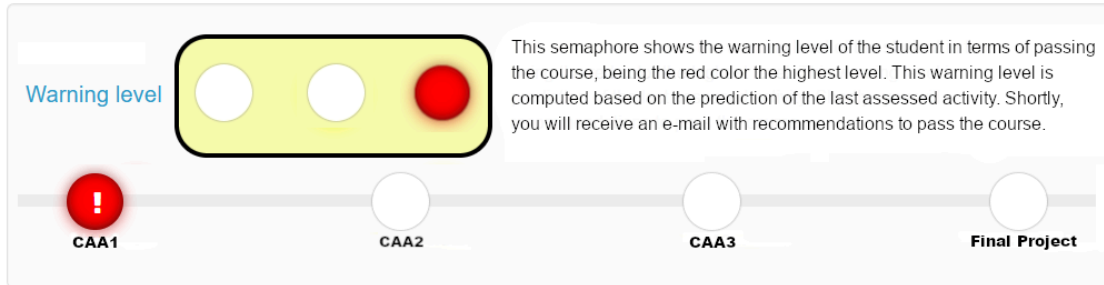 This semaphore shows the warning level of the student in terms of passing
the course, being the red color the highest level. This warning level is
Warning level
computed based on the prediction of the last assessed activity. Shortly,
you will receive an e-mail with recommendations to pass the course.
!
CAA1
CAA2
CAA3
Final Project